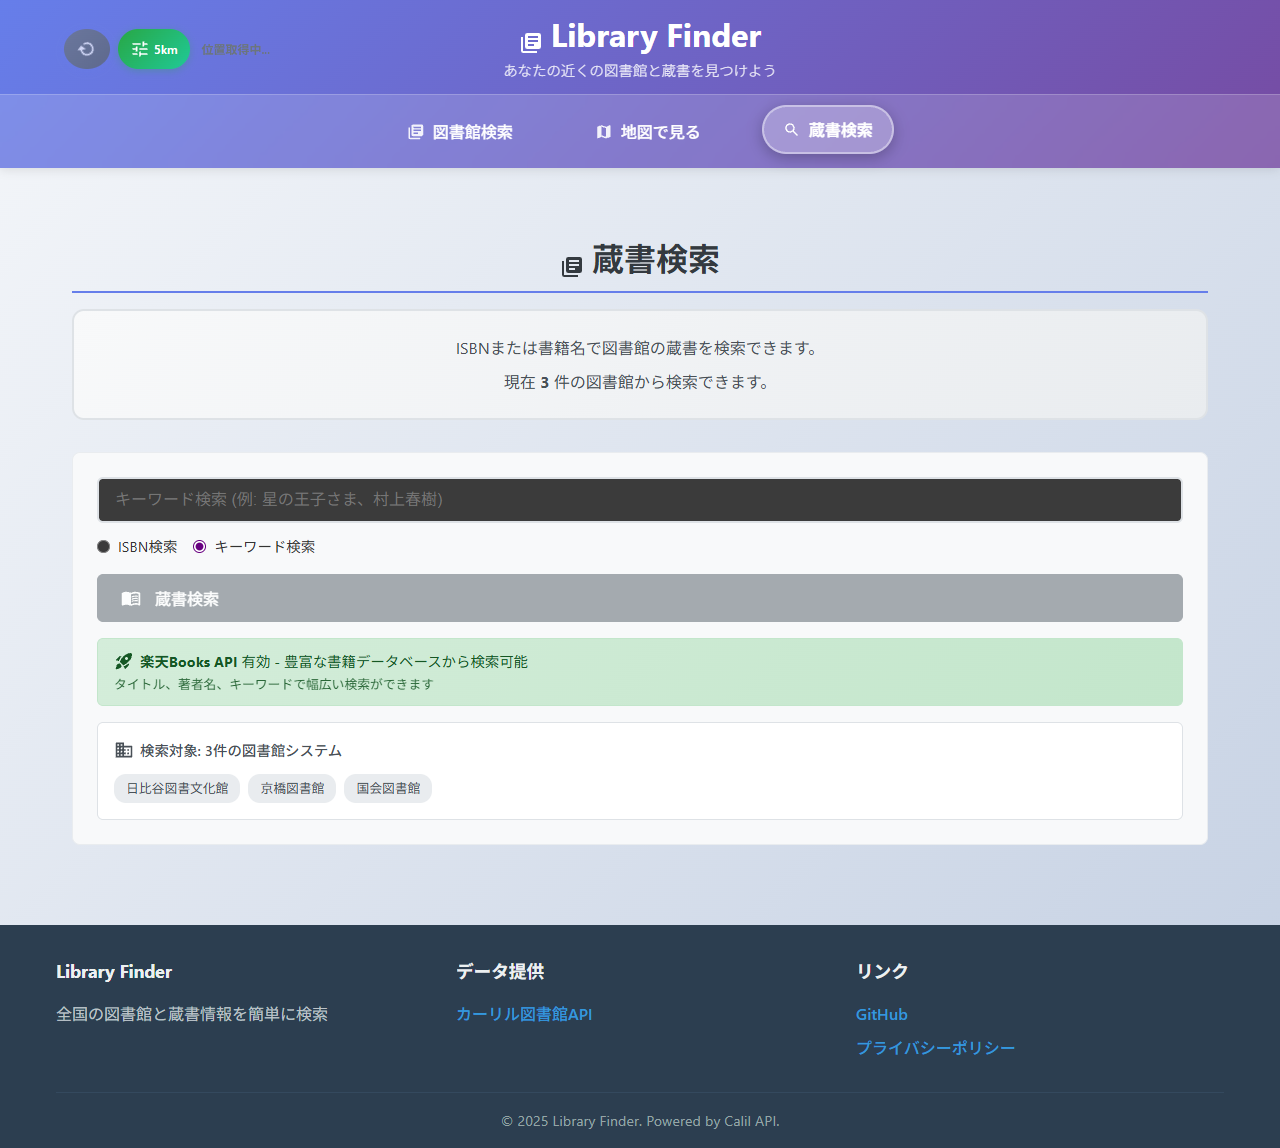 5km
位置取得中...
Library Finder
あなたの近くの図書館と蔵書を見つけよう
図書館検索
地図で見る
蔵書検索
蔵書検索
ISBNまたは書籍名で図書館の蔵書を検索できます。
現在 3 件の図書館から検索できます。
キーワード検索 (例: 星の王子さま、村上春樹)
ISBN検索
キーワード検索
蔵書検索
楽天Books API 有効 - 豊富な書籍データベースから検索可能
タイトル、著者名、キーワードで幅広い検索ができます
検索対象: 3件の図書館システム
日比谷図書文化館
京橋図書館
国会図書館
Library Finder
全国の図書館と蔵書情報を簡単に検索
データ提供
カーリル図書館API
リンク
GitHub
プライバシーポリシー
© 2025 Library Finder. Powered by Calil API.